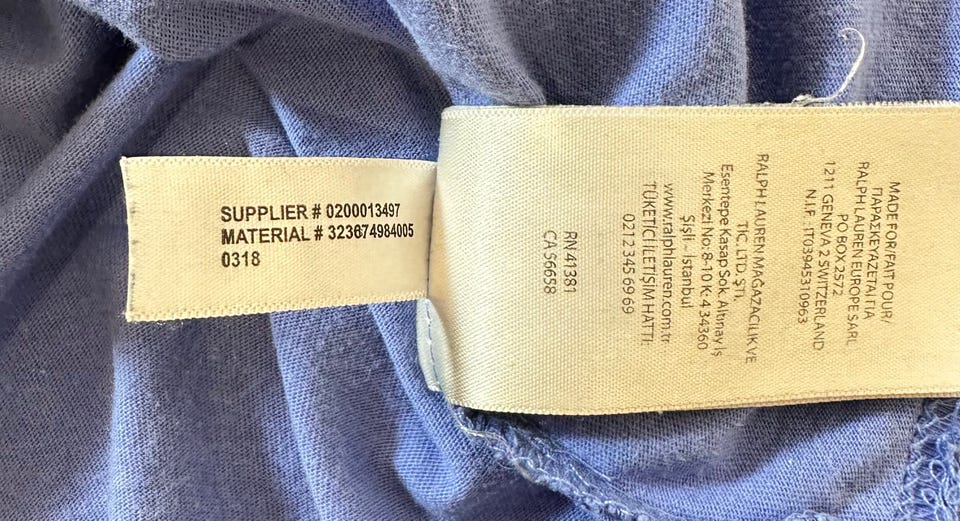 SUPPLIER # 0200013497
MATERIAL # 323674984005
0318
MADE FOR/FAIT POUR/
ΠΑΡΑΣΚΕΥΑΖΕΤΑΙ ΓΙΑ
RALPH LAUREN EUROPE SARL
PO BOX 2572
1211 GENEVA 2 SWITZERLAND
N.I.F. :IT03945310963
RALPH LAUREN MAĞAZACILIK VE
TİC. LTD. ŞTİ.
Esentepe Kasap Sok. Altınay İş
Merkezi No: 8-10 K: 4 34360
Şişli - İstanbul
www.ralphlauren.com.tr
TÜKETİCİ İLETİŞİM HATTI:
0212 345 69 69
RN 41381
CA 56658